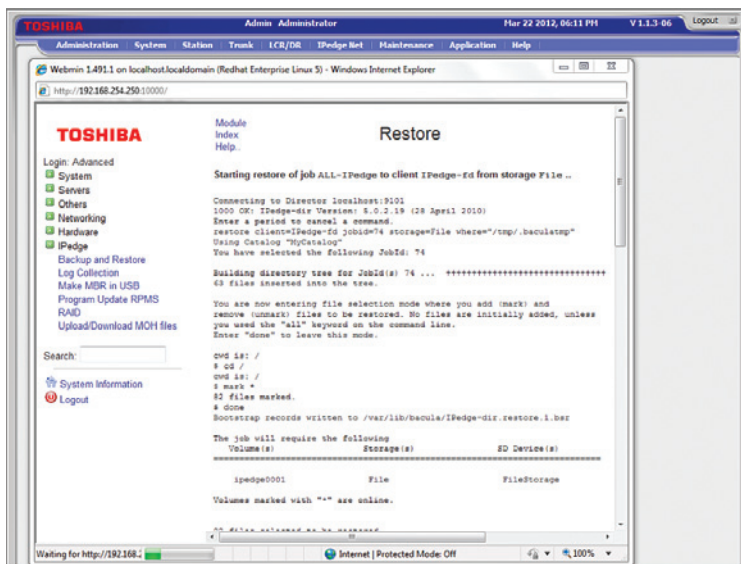 TOSHIBA
Admin Administrator
Mar 22 2012, 06:11 PM
V 1.1.3-06
Logout
Administration System Station Trunk LCR/DR IPedge Net Maintenance Application Help
Webmin 1.491.1 on localhost.localdomain (Redhat Enterprise Linux 5) - Windows Internet Explorer
http://192.168.254.250:10000/
TOSHIBA
Login: Advanced
System
Servers
Others
Networking
Hardware
IPedge
Backup and Restore
Log Collection
Make MBR in USB
Program Update RPMS
RAID
Upload/Download MOH files
Search:
System Information
Logout
Module
Index
Help..
Restore
Starting restore of job ALL-IPedge to client IPedge-fd from storage File ..
Connecting to Director localhost:9101
1000 OK: IPedge-dir Version: 5.0.2.19 (28 April 2010)
Enter a period to cancel a command.
restore client=IPedge-fd jobid=74 storage=File where="/tmp/.baculatmp"
Using Catalog "MyCatalog"
You have selected the following JobId: 74
Building directory tree for JobId(s) 74 ... ++++++++++++++++++++++++++++++++
63 files inserted into the tree.
You are now entering file selection mode where you add (mark) and
remove (unmark) files to be restored. No files are initially added, unless
you used the "all" keyword on the command line.
Enter "done" to leave this mode.
cwd is: /
$ cd /
cwd is: /
$ mark *
82 files marked.
$ done
Bootstrap records written to /var/lib/bacula/IPedge-dir.restore.1.bsr
The job will require the following
Volume(s) Storage(s) SD Device(s)
===========================================================================
ipedge0001 File FileStorage
Volumes marked with "*" are online.
files selected to be restored
Waiting for http://192.168.2
Internet | Protected Mode: Off
100%